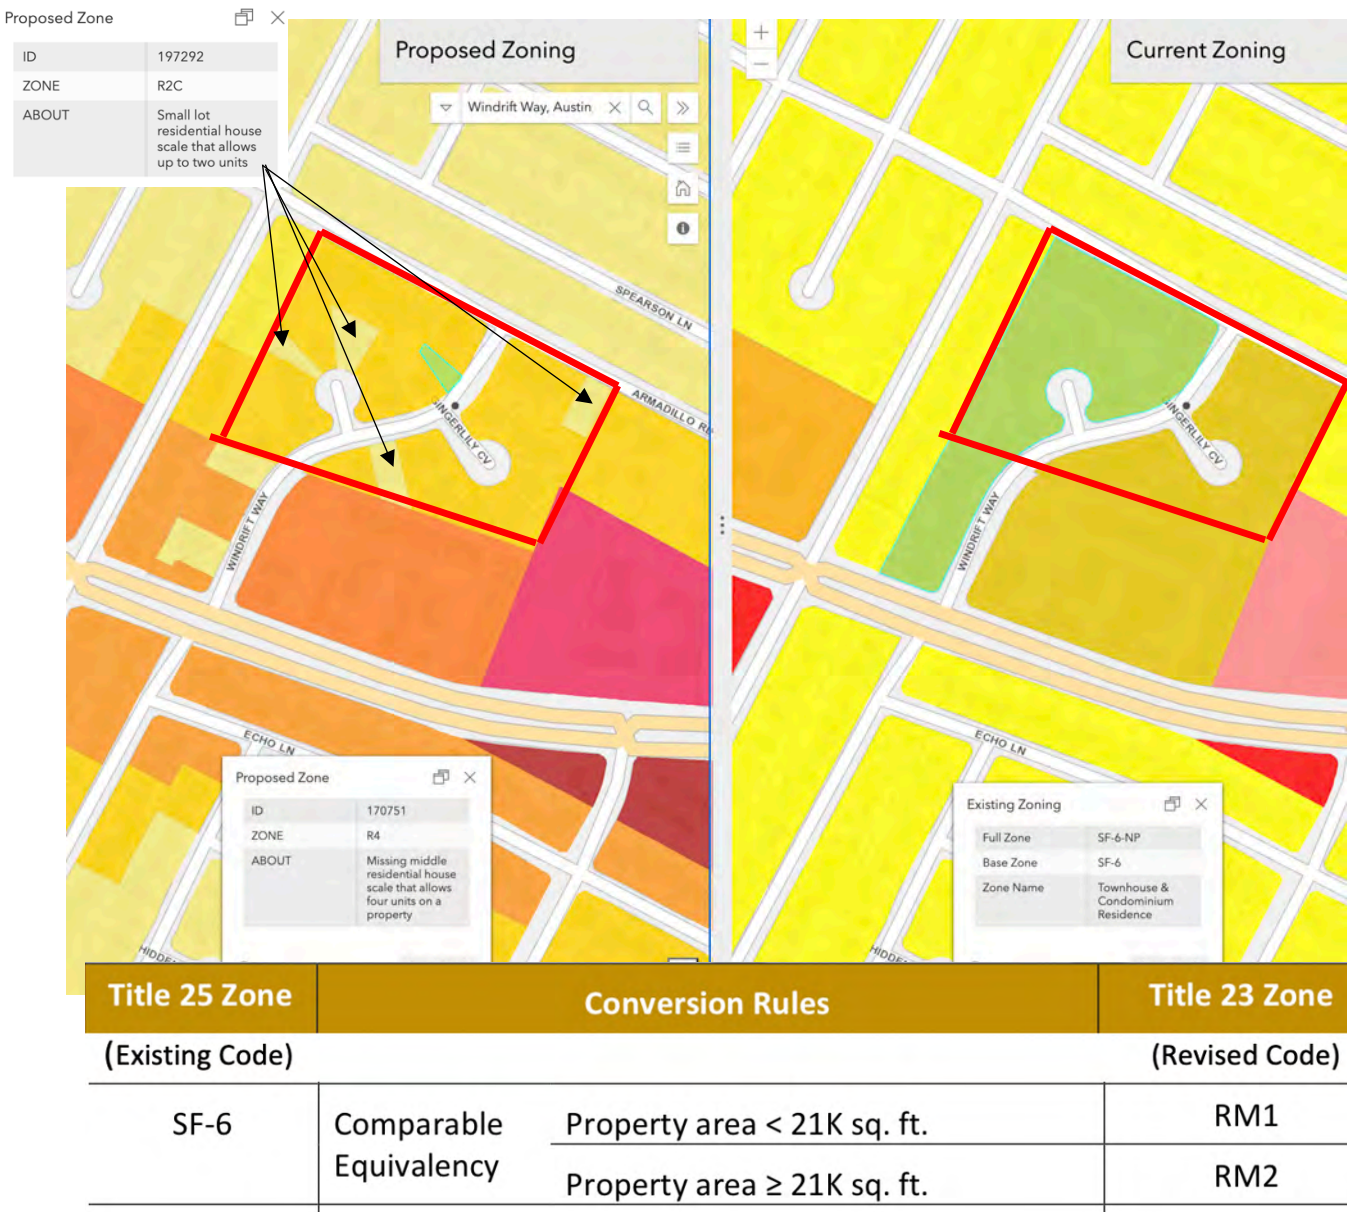 Proposed Zone
ID 197292
ZONE R2C
ABOUT Small lot
residential house
scale that allows
up to two units
Proposed Zoning
Windrift Way, Austin
Current Zoning
SPEARSON LN
ARMADILLO
GINGERLILY CV
WINDRIFT WAY
ECHO LN
GINGERLILY CV
WINDRIFT WAY
ECHO LN
Proposed Zone
ID 170751
ZONE R4
ABOUT Missing middle
residential house
scale that allows
four units on a
property
Existing Zoning
Full Zone SF-6-NP
Base Zone SF-6
Zone Name Townhouse &
Condominium
Residence
Title 25 Zone Conversion Rules Title 23 Zone
(Existing Code) (Revised Code)
SF-6 Comparable Property area < 21K sq. ft. RM1
Equivalency Property area ≥ 21K sq. ft. RM2